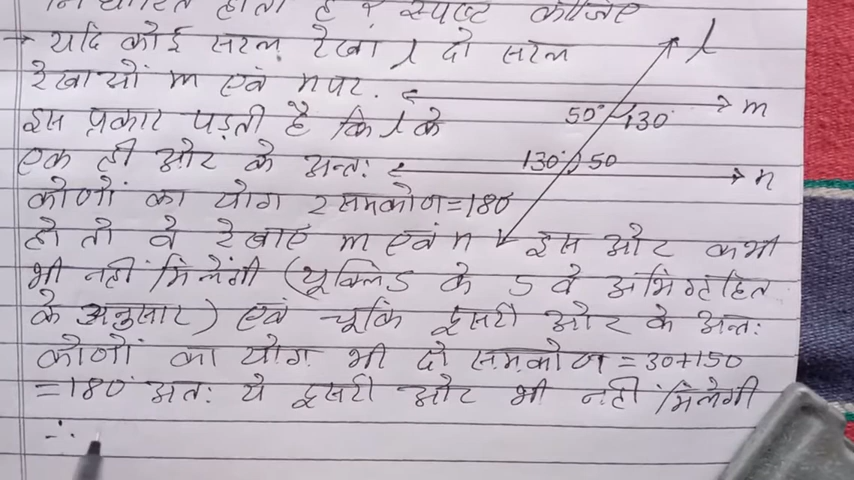 निर्धारित होता है ? स्पष्ट कीजिए
→ यदि कोई सरल रेखा l दो सरल
रेखाओं m एवं n पर
इस प्रकार पड़ती है कि l के
एक ही ओर के अन्तः
कोणों का योग 2 समकोण=180°
हो तो वे रेखाएं m एवं n इस ओर कभी
भी नहीं मिलेंगी (यूक्लिड के 5 वे अभिगृहित
के अनुसार) एवं चूंकि दूसरी ओर के अन्तः
कोणों का योग भी दो समकोण = 30+150
=180° अतः ये दूसरी ओर भी नहीं मिलेगी
∴
l
50° 130°
m
130° 50
n